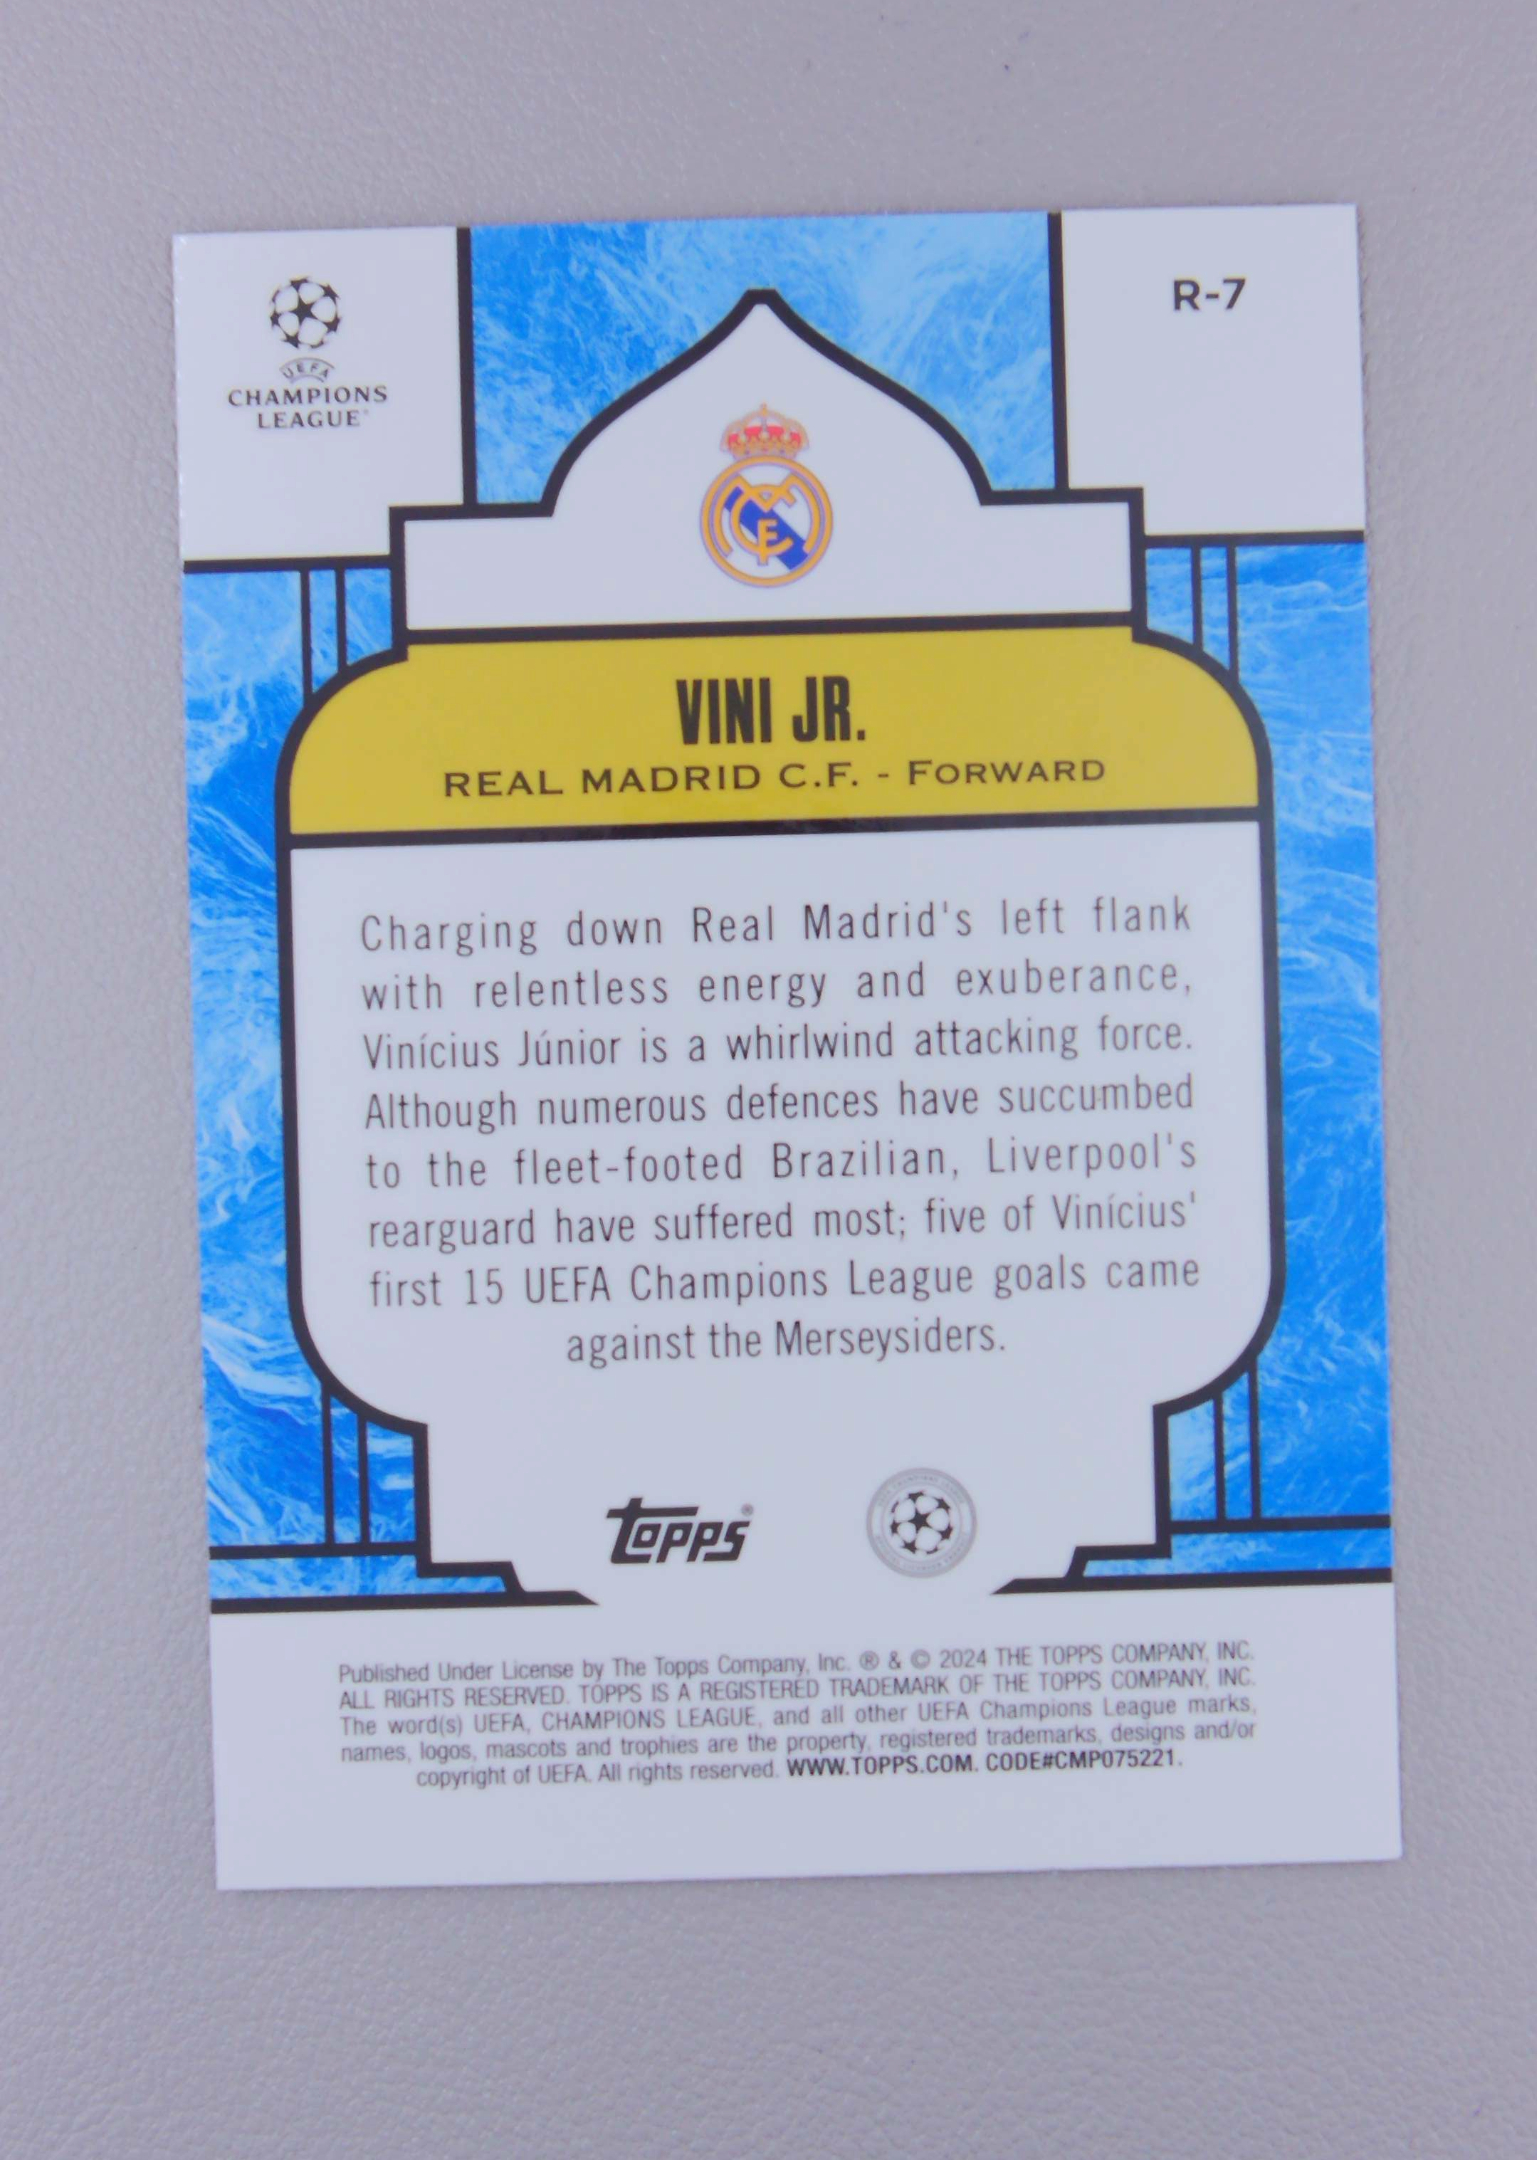 UEFA
CHAMPIONS
LEAGUE®
R-7
VINI JR.
REAL MADRID C.F. - FORWARD
Charging down Real Madrid's left flank
with relentless energy and exuberance,
Vinícius Júnior is a whirlwind attacking force.
Although numerous defences have succumbed
to the fleet-footed Brazilian, Liverpool's
rearguard have suffered most; five of Vinícius'
first 15 UEFA Champions League goals came
against the Merseysiders.
Topps®
Published Under License by The Topps Company, Inc. ® & © 2024 THE TOPPS COMPANY, INC.
ALL RIGHTS RESERVED. TOPPS IS A REGISTERED TRADEMARK OF THE TOPPS COMPANY, INC.
The word(s) UEFA, CHAMPIONS LEAGUE, and all other UEFA Champions League marks,
names, logos, mascots and trophies are the property, registered trademarks, designs and/or
copyright of UEFA. All rights reserved. WWW.TOPPS.COM. CODE#CMP075221.